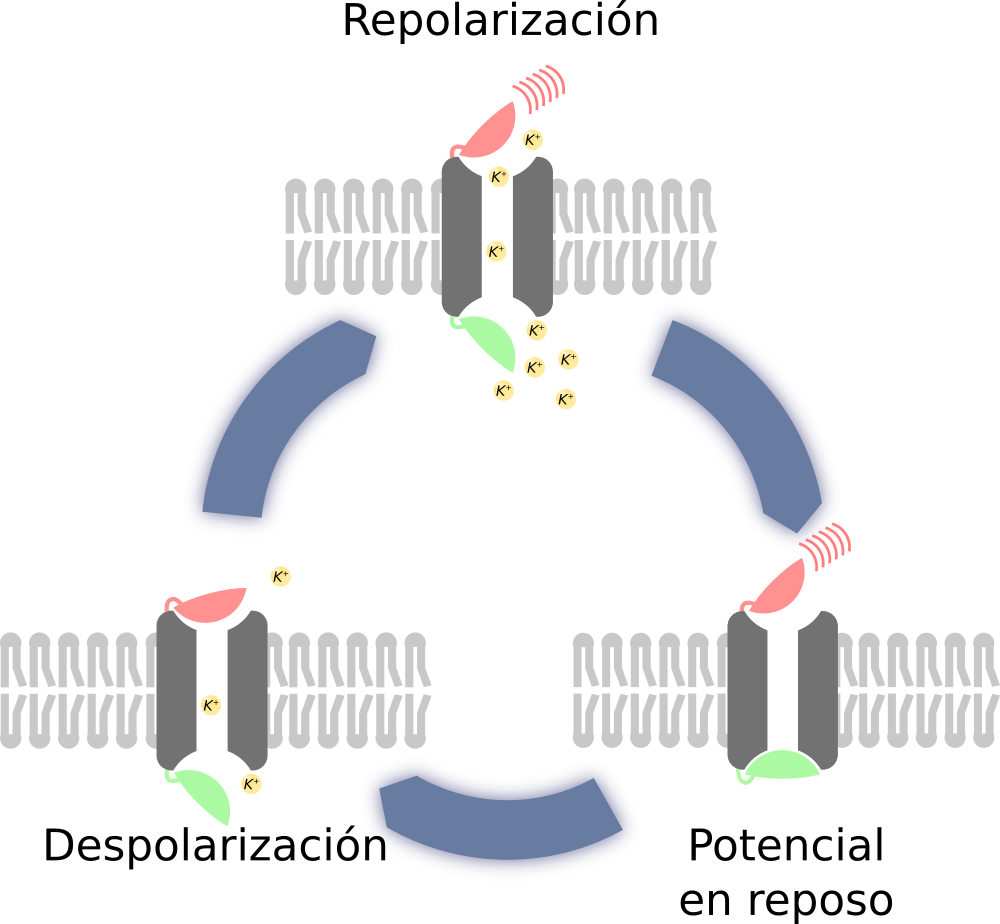 Repolarización
K⁺
K⁺
K⁺
K⁺
K⁺
K⁺
K⁺
K⁺
K⁺
K⁺
K⁺
Despolarización
Potencial
en reposo